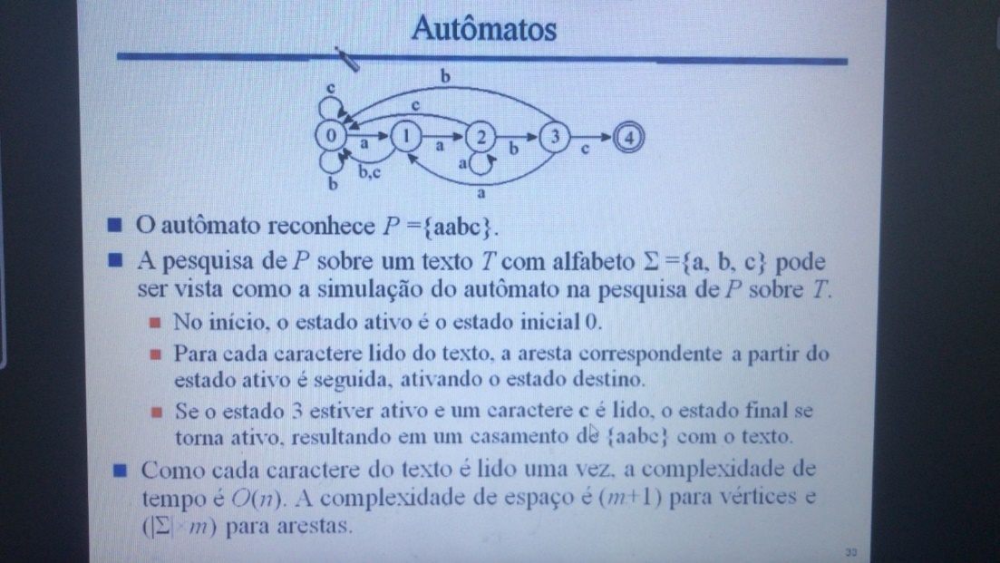 Autômatos
b
c
c
0
a
1
a
2
b
3
c
4
b
b,c
a
a
■ O autômato reconhece P ={aabc}.
■ A pesquisa de P sobre um texto T com alfabeto Σ ={a, b, c} pode
ser vista como a simulação do autômato na pesquisa de P sobre T.
■ No início, o estado ativo é o estado inicial 0.
■ Para cada caractere lido do texto, a aresta correspondente a partir do
estado ativo é seguida, ativando o estado destino.
■ Se o estado 3 estiver ativo e um caractere c é lido, o estado final se
torna ativo, resultando em um casamento de {aabc} com o texto.
■ Como cada caractere do texto é lido uma vez, a complexidade de
tempo é O(n). A complexidade de espaço é (m+1) para vértices e
(|Σ|×m) para arestas.
33